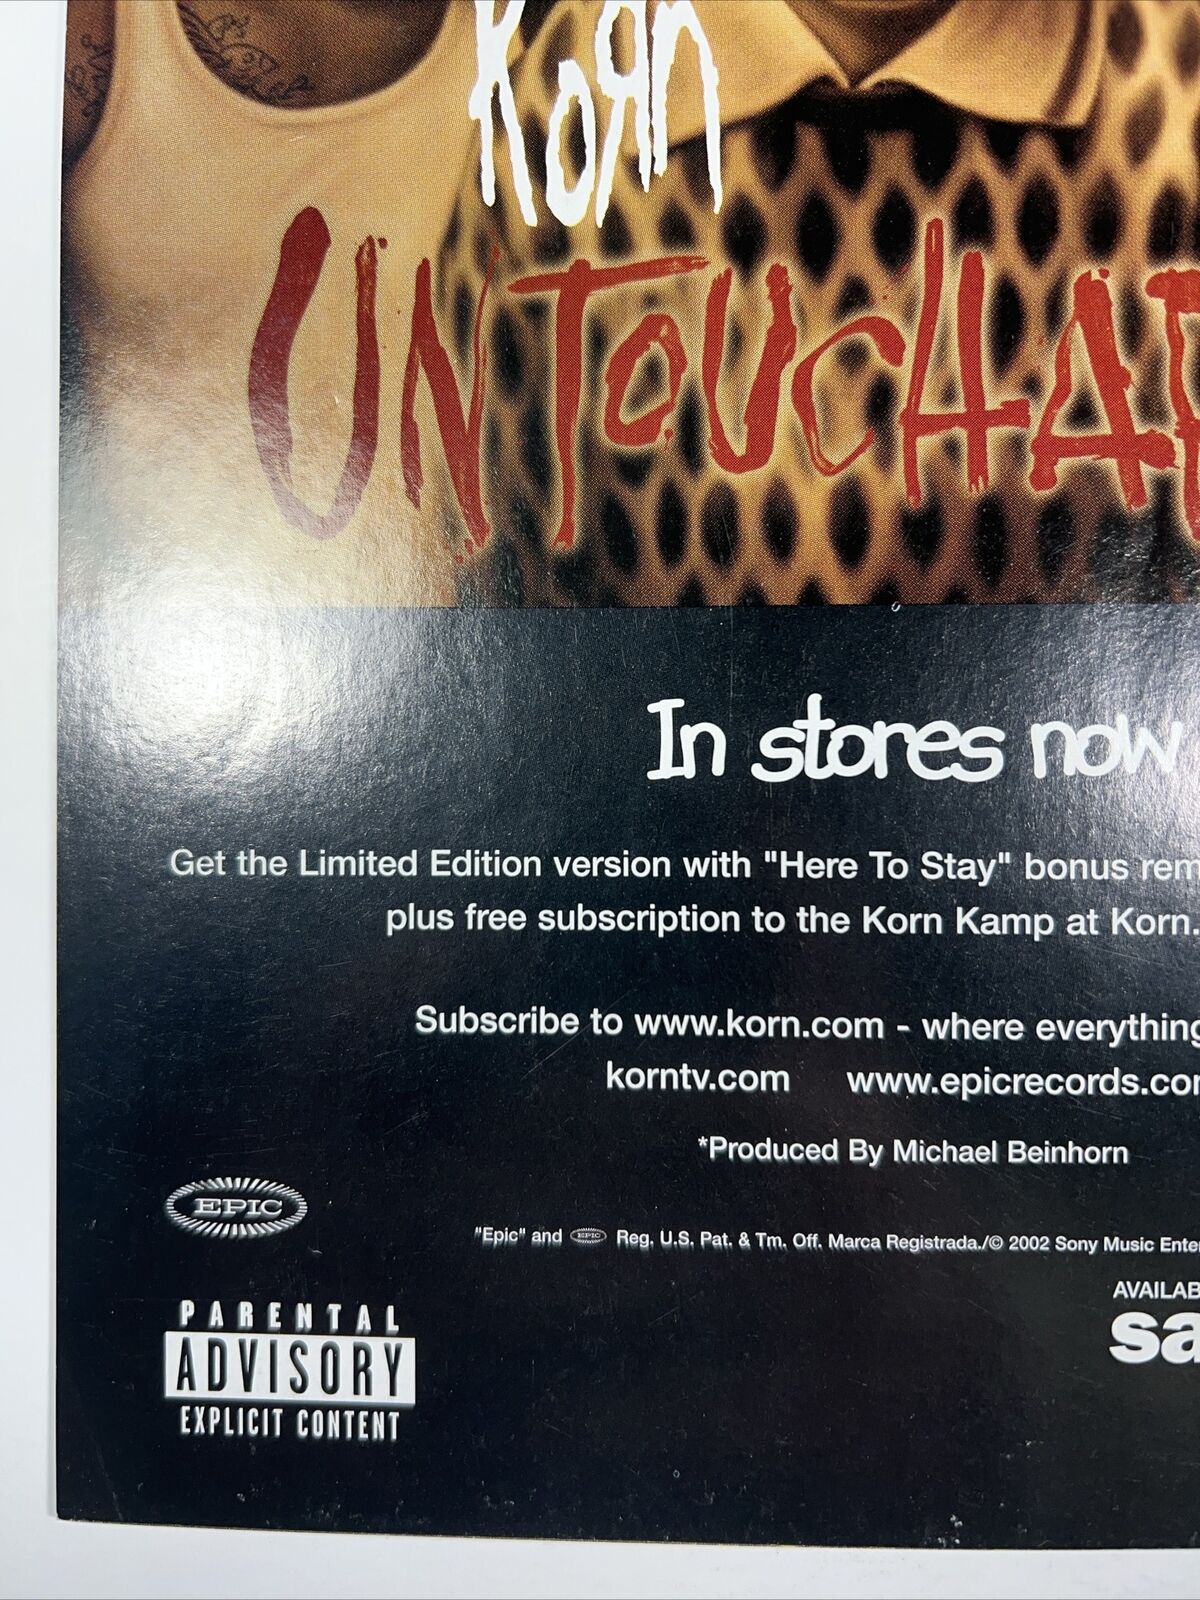 Korn
UNTOUCHA
In stores now
Get the Limited Edition version with "Here To Stay" bonus rem
plus free subscription to the Korn Kamp at Korn.
Subscribe to www.korn.com - where everything
korntv.com www.epicrecords.com
*Produced By Michael Beinhorn
EPIC
"Epic" and EPIC Reg. U.S. Pat. & Tm. Off. Marca Registrada./© 2002 Sony Music Enter
AVAILAB
sa
PARENTAL
ADVISORY
EXPLICIT CONTENT